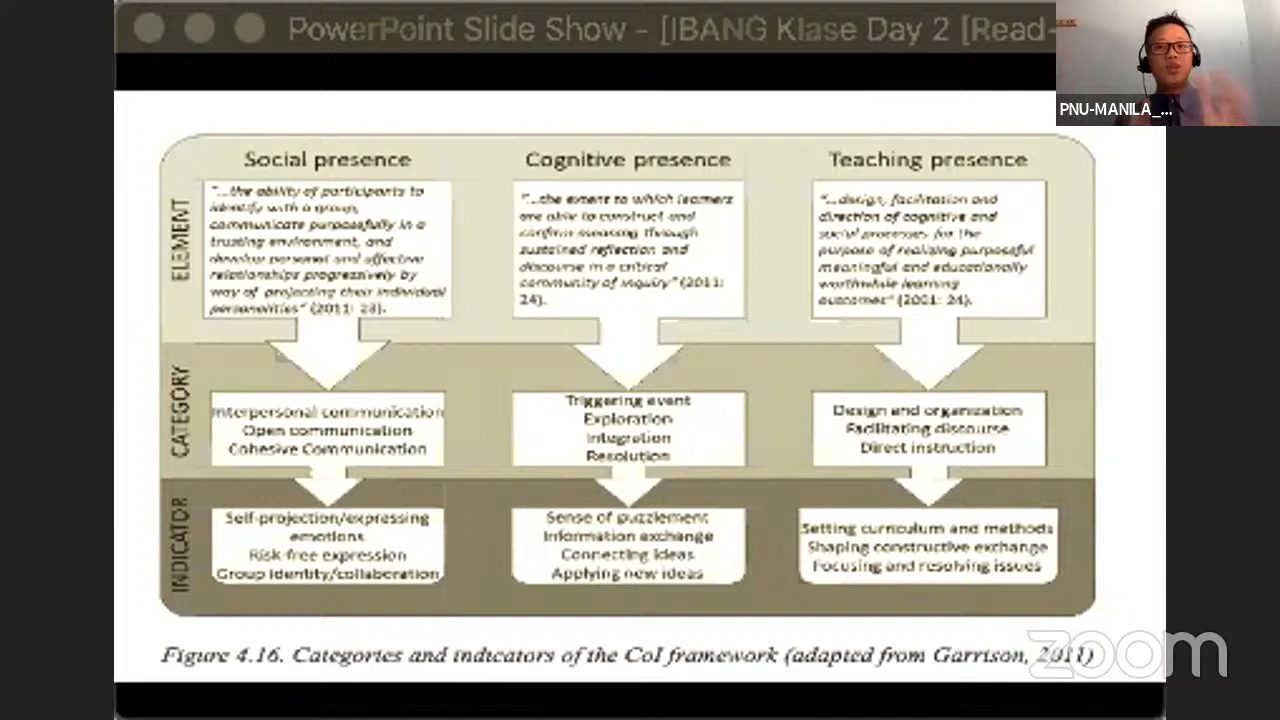 PowerPoint Slide Show - [IBANG Klase Day 2 [Read-
PNU-MANILA_...
Social presence
Cognitive presence
Teaching presence
ELEMENT
"...the ability of participants to
identify with a group,
communicate purposefully in a
trusting environment, and
develop personal and affective
relationships progressively by
way of projecting their individual
personalities" (2011: 23).
"...the extent to which learners
are able to construct and
confirm meaning through
sustained reflection and
discourse in a critical
community of inquiry" (2011:
24).
"...design, facilitation and
direction of cognitive and
social processes for the
purpose of realizing purposeful
meaningful and educationally
worthwhile learning
outcomes" (2001: 24).
CATEGORY
Interpersonal communication
Open communication
Cohesive Communication
Triggering event
Exploration
Integration
Resolution
Design and organization
Facilitating discourse
Direct instruction
INDICATOR
Self-projection/expressing
emotions
Risk-free expression
Group identity/collaboration
Sense of puzzlement
Information exchange
Connecting ideas
Applying new ideas
Setting curriculum and methods
Shaping constructive exchange
Focusing and resolving issues
Figure 4.16. Categories and indicators of the CoI framework (adapted from Garrison, 2011)
zoom